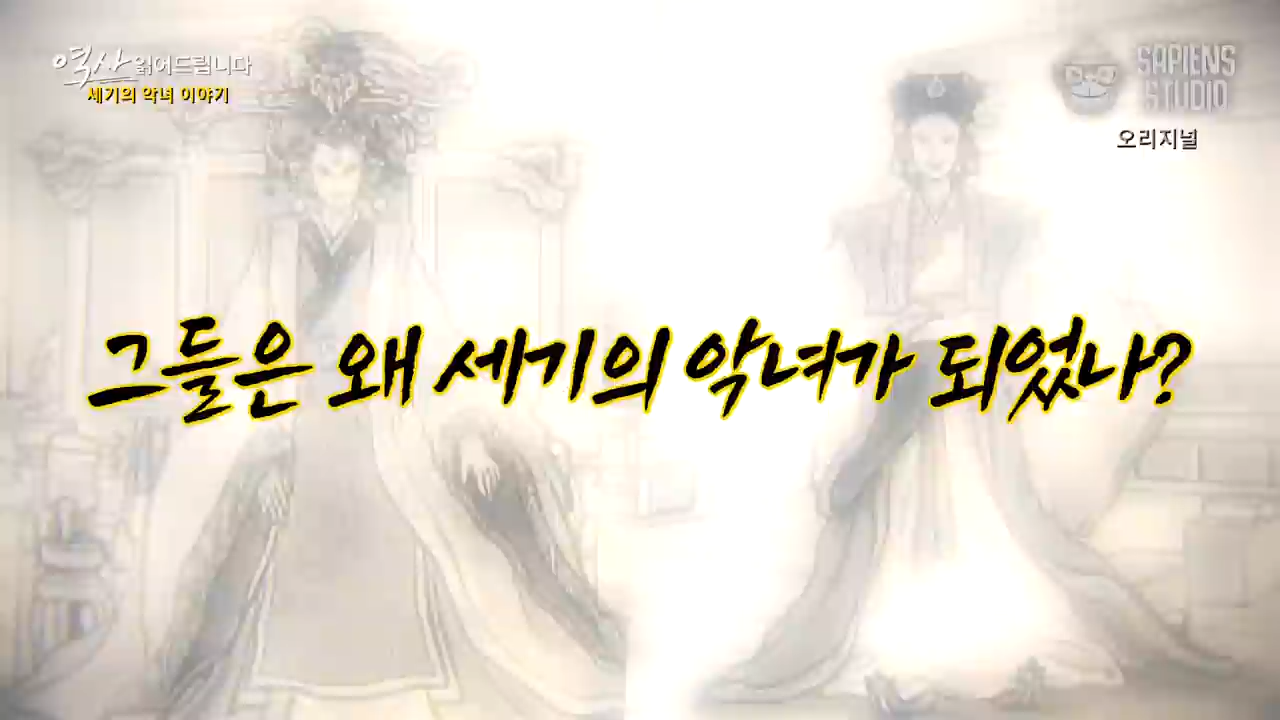 역사 읽어드립니다
세기의 악녀 이야기
SAPIENS
STUDIO
오리지널
그들은 왜 세기의 악녀가 되었나?